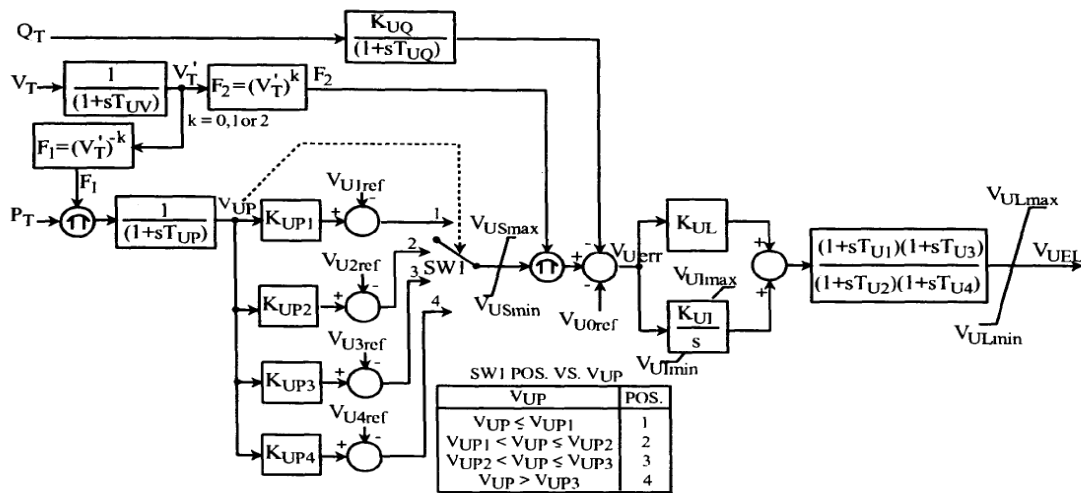 Q_T
K_UQ
(1+sT_UQ)
V_T
1
(1+sT_UV)
V_T'
F_2=(V_T')^k
F_2
k = 0,1 or 2
F_1=(V_T')^-k
F_1
P_T
1
(1+sT_UP)
V_UP
K_UP1
V_U1ref
+
-
1
K_UP2
V_U2ref
+
-
2
K_UP3
V_U3ref
+
-
3
K_UP4
V_U4ref
+
-
4
SW1
V_USmax
V_USmin
+
-
-
V_U0ref
V_Uerr
K_UL
V_UImax
K_UI
s
V_UImin
+
+
(1+sT_U1)(1+sT_U3)
(1+sT_U2)(1+sT_U4)
V_ULmax
V_UEL
V_ULmin
SW1 POS. VS. V_UP
V_UP POS.
V_UP ≤ V_UP1 1
V_UP1 < V_UP ≤ V_UP2 2
V_UP2 < V_UP ≤ V_UP3 3
V_UP > V_UP3 4